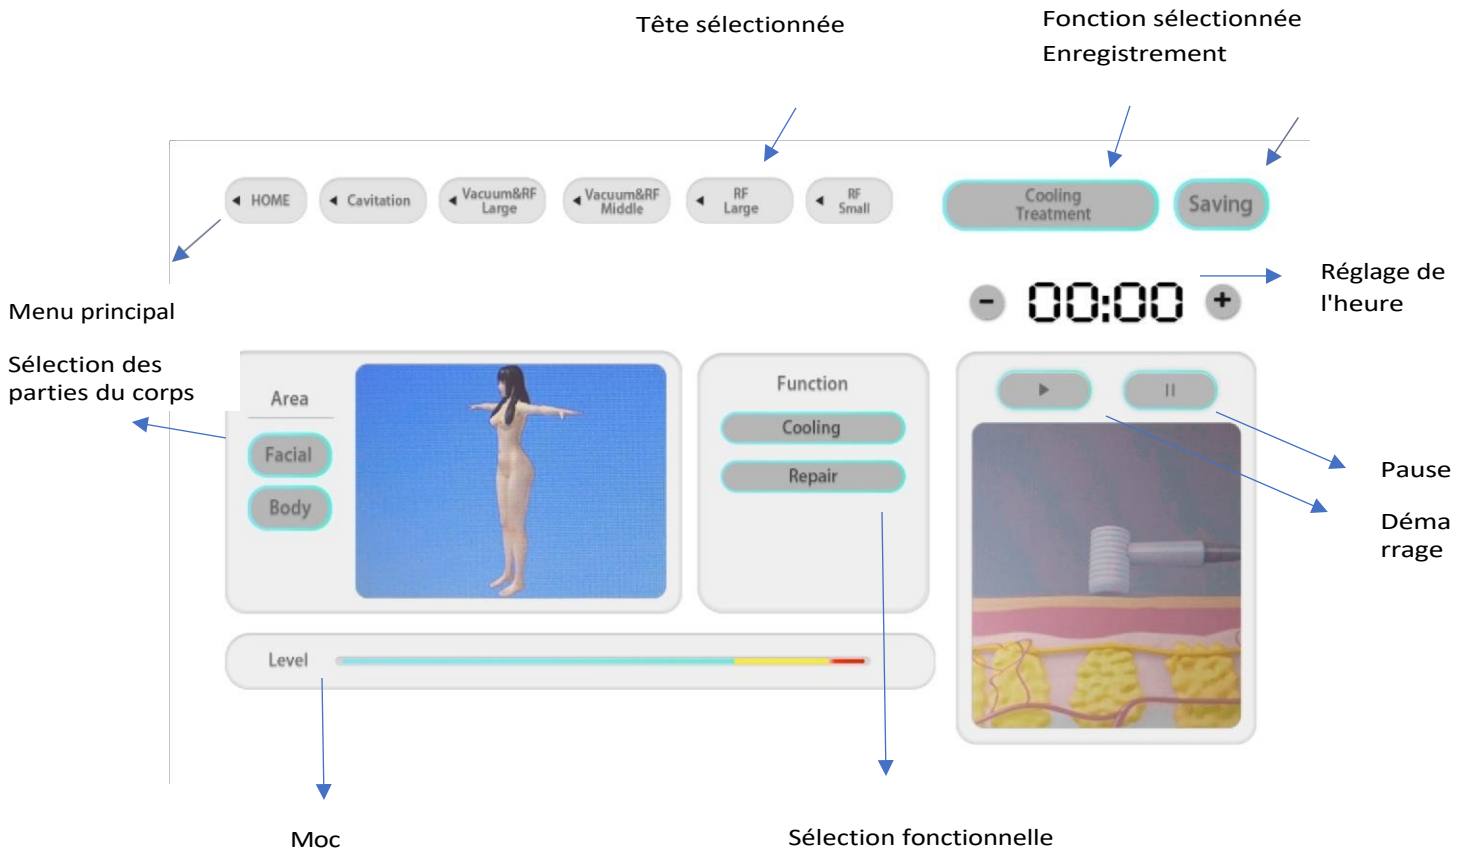 Tête sélectionnée
Fonction sélectionnée
Enregistrement
HOME
Cavitation
Vacuum&RF
Large
Vacuum&RF
Middle
RF
Large
RF
Small
Cooling
Treatment
Saving
Menu principal
- 00:00 +
Réglage de
l'heure
Sélection des
parties du corps
Area
Facial
Body
Function
Cooling
Repair
Pause
Déma
rrage
Level
Moc
Sélection fonctionnelle